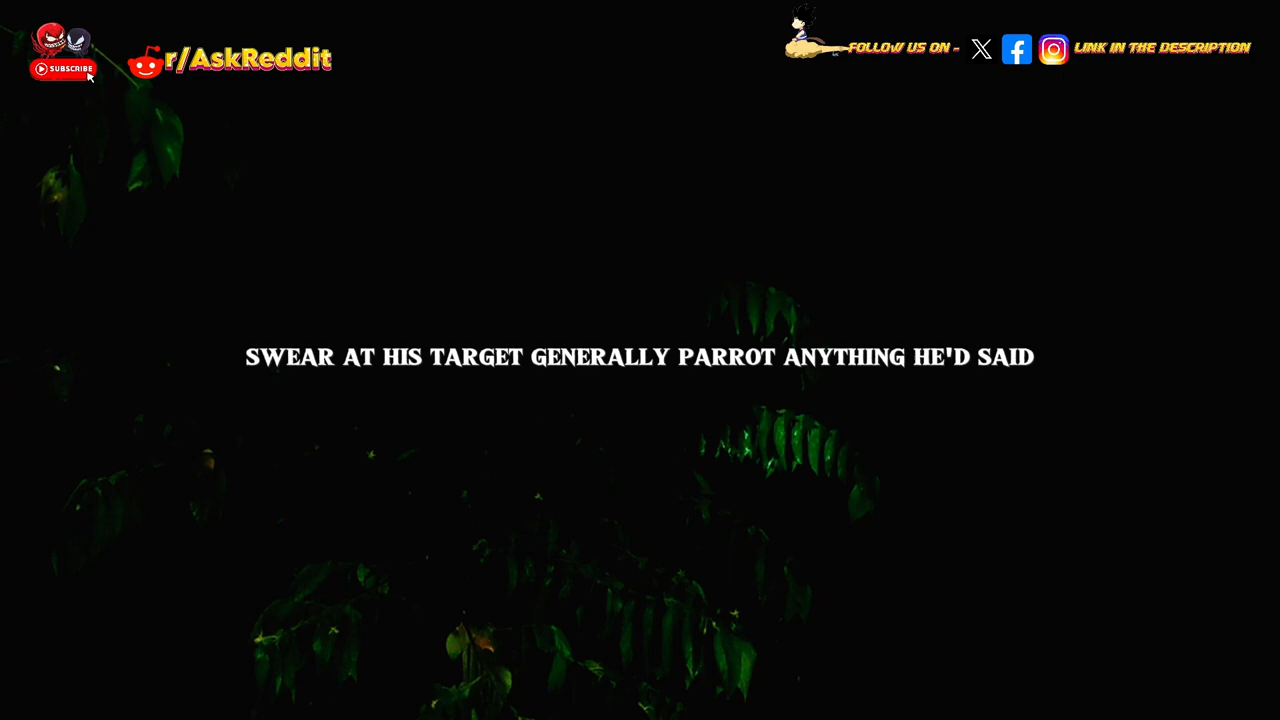 SUBSCRIBE
r/AskReddit
FOLLOW US ON -
LINK IN THE DESCRIPTION
SWEAR AT HIS TARGET GENERALLY PARROT ANYTHING HE'D SAID